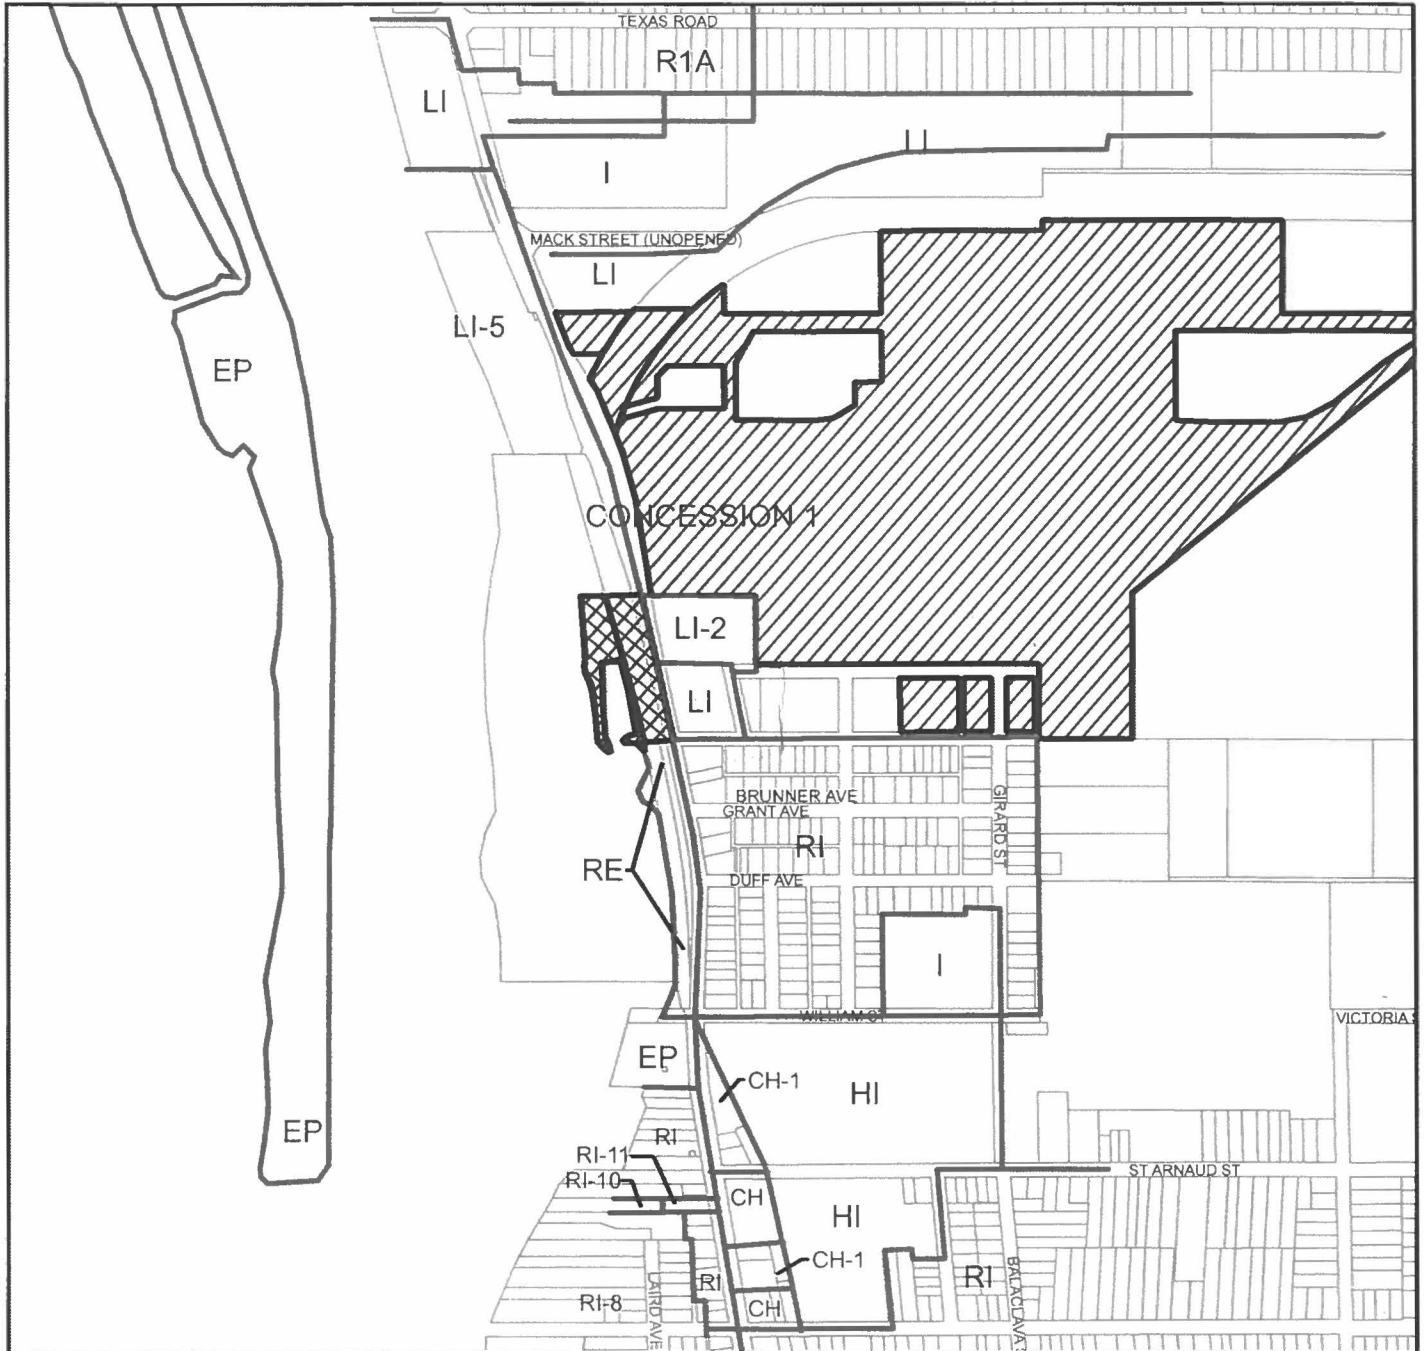 TEXAS ROAD
R1A
LI
LI
I
MACK STREET (UNOPENED)
LI
LI-5
EP
CONCESSION 1
LI-2
LI
BRUNNER AVE
GRANT AVE
GIRARD ST
RI
RE
DUFF AVE
I
WILLIAM ST
VICTORIA
EP
CH-1
HI
RI
EP
RI-11
ST ARNAUD ST
RI-10
CH
HI
CH-1
RI
RI
RI-8
CH
LAIRD AVE
BALACLAVA